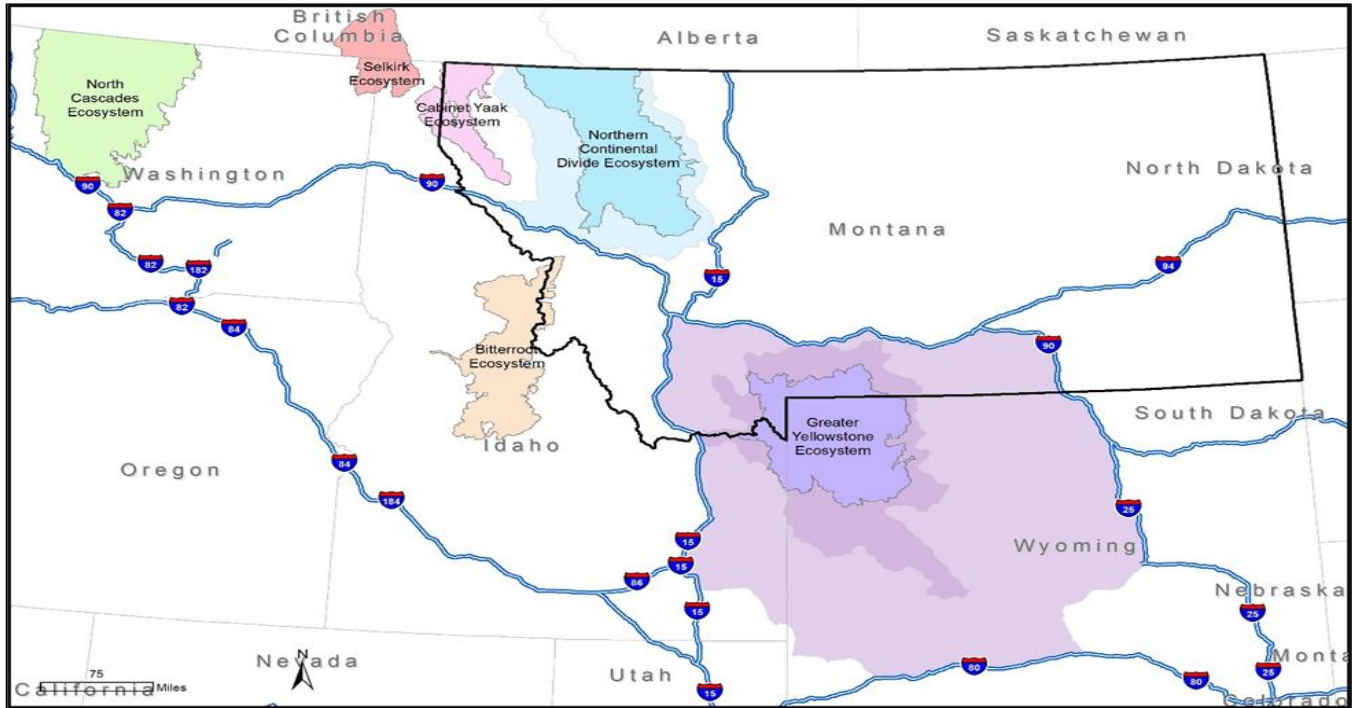 British
Columbia
Alberta
Saskatchewan
Selkirk
Ecosystem
North
Cascades
Ecosystem
Cabinet Yaak
Ecosystem
Northern
Continental
Divide Ecosystem
Washington
North Dakota
90
90
82
Montana
82
182
15
94
82
84
90
Bitterroot
Ecosystem
South Dakota
Greater
Yellowstone
Ecosystem
Idaho
Oregon
84
184
25
15
Wyoming
15
86
Nebraska
15
25
N
Nevada
Utah
80
Monta
25
75
Miles
80
15
California
Colorado